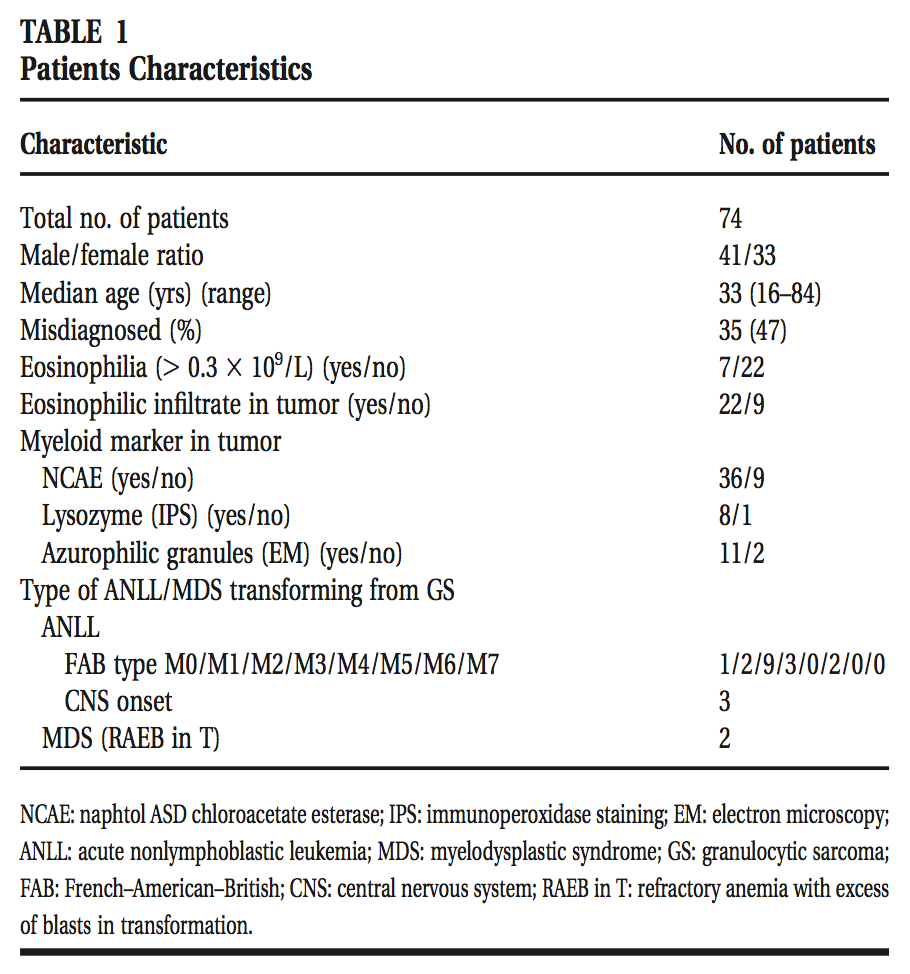 TABLE 1
Patients Characteristics
Characteristic No. of patients
Total no. of patients 74
Male/female ratio 41/33
Median age (yrs) (range) 33 (16–84)
Misdiagnosed (%) 35 (47)
Eosinophilia (> 0.3 × 10⁹/L) (yes/no) 7/22
Eosinophilic infiltrate in tumor (yes/no) 22/9
Myeloid marker in tumor
NCAE (yes/no) 36/9
Lysozyme (IPS) (yes/no) 8/1
Azurophilic granules (EM) (yes/no) 11/2
Type of ANLL/MDS transforming from GS
ANLL
FAB type M0/M1/M2/M3/M4/M5/M6/M7 1/2/9/3/0/2/0/0
CNS onset 3
MDS (RAEB in T) 2
NCAE: naphtol ASD chloroacetate esterase; IPS: immunoperoxidase staining; EM: electron microscopy;
ANLL: acute nonlymphoblastic leukemia; MDS: myelodysplastic syndrome; GS: granulocytic sarcoma;
FAB: French–American–British; CNS: central nervous system; RAEB in T: refractory anemia with excess
of blasts in transformation.